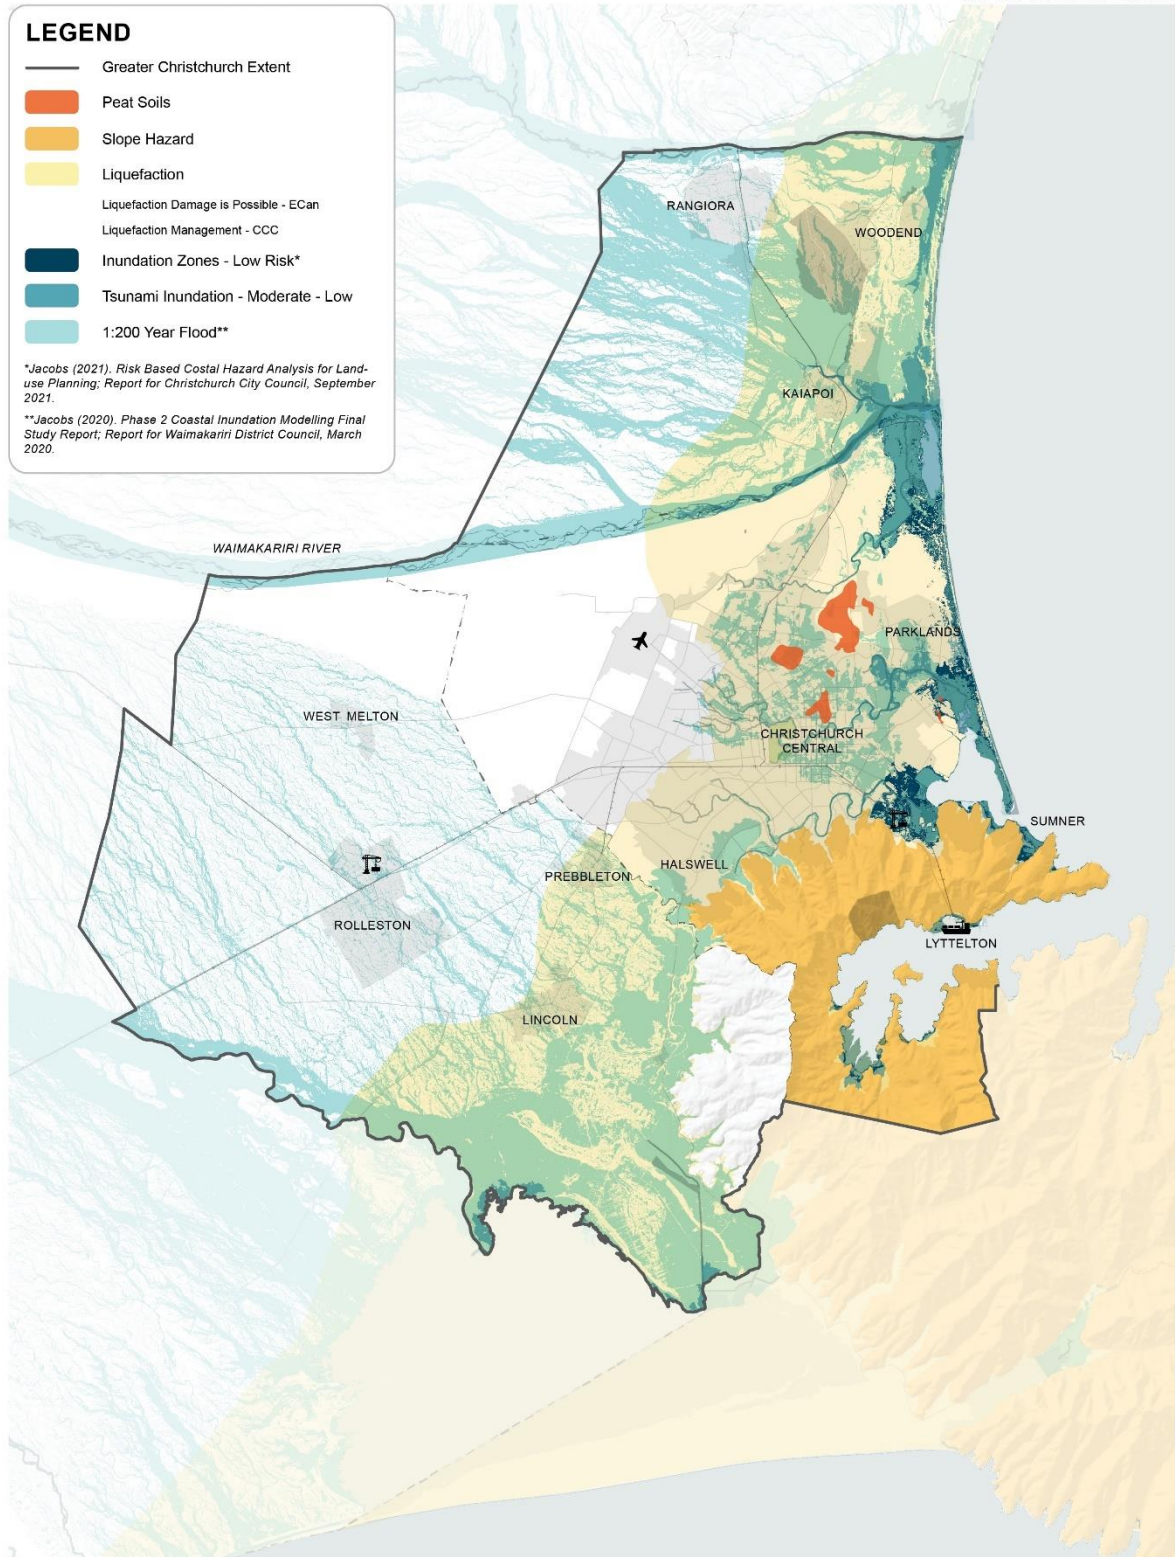 LEGEND
Greater Christchurch Extent
Peat Soils
Slope Hazard
Liquefaction
Liquefaction Damage is Possible - ECan
Liquefaction Management - CCC
Inundation Zones - Low Risk*
Tsunami Inundation - Moderate - Low
1:200 Year Flood**
*Jacobs (2021). Risk Based Costal Hazard Analysis for Land-
use Planning; Report for Christchurch City Council, September
2021.
**Jacobs (2020). Phase 2 Coastal Inundation Modelling Final
Study Report; Report for Waimakariri District Council, March
2020.
RANGIORA
WOODEND
KAIAPOI
WAIMAKARIRI RIVER
PARKLANDS
WEST MELTON
CHRISTCHURCH
CENTRAL
SUMNER
HALSWELL
PREBBLETON
ROLLESTON
LYTTELTON
LINCOLN